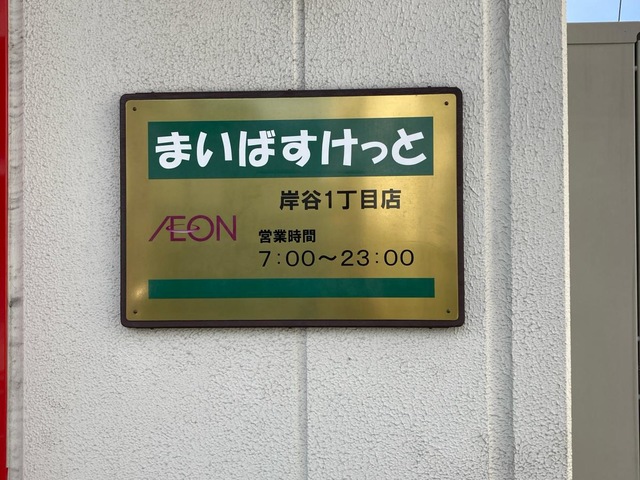 まいばすけっと
岸谷1丁目店
ÆON
営業時間
7:00～23:00